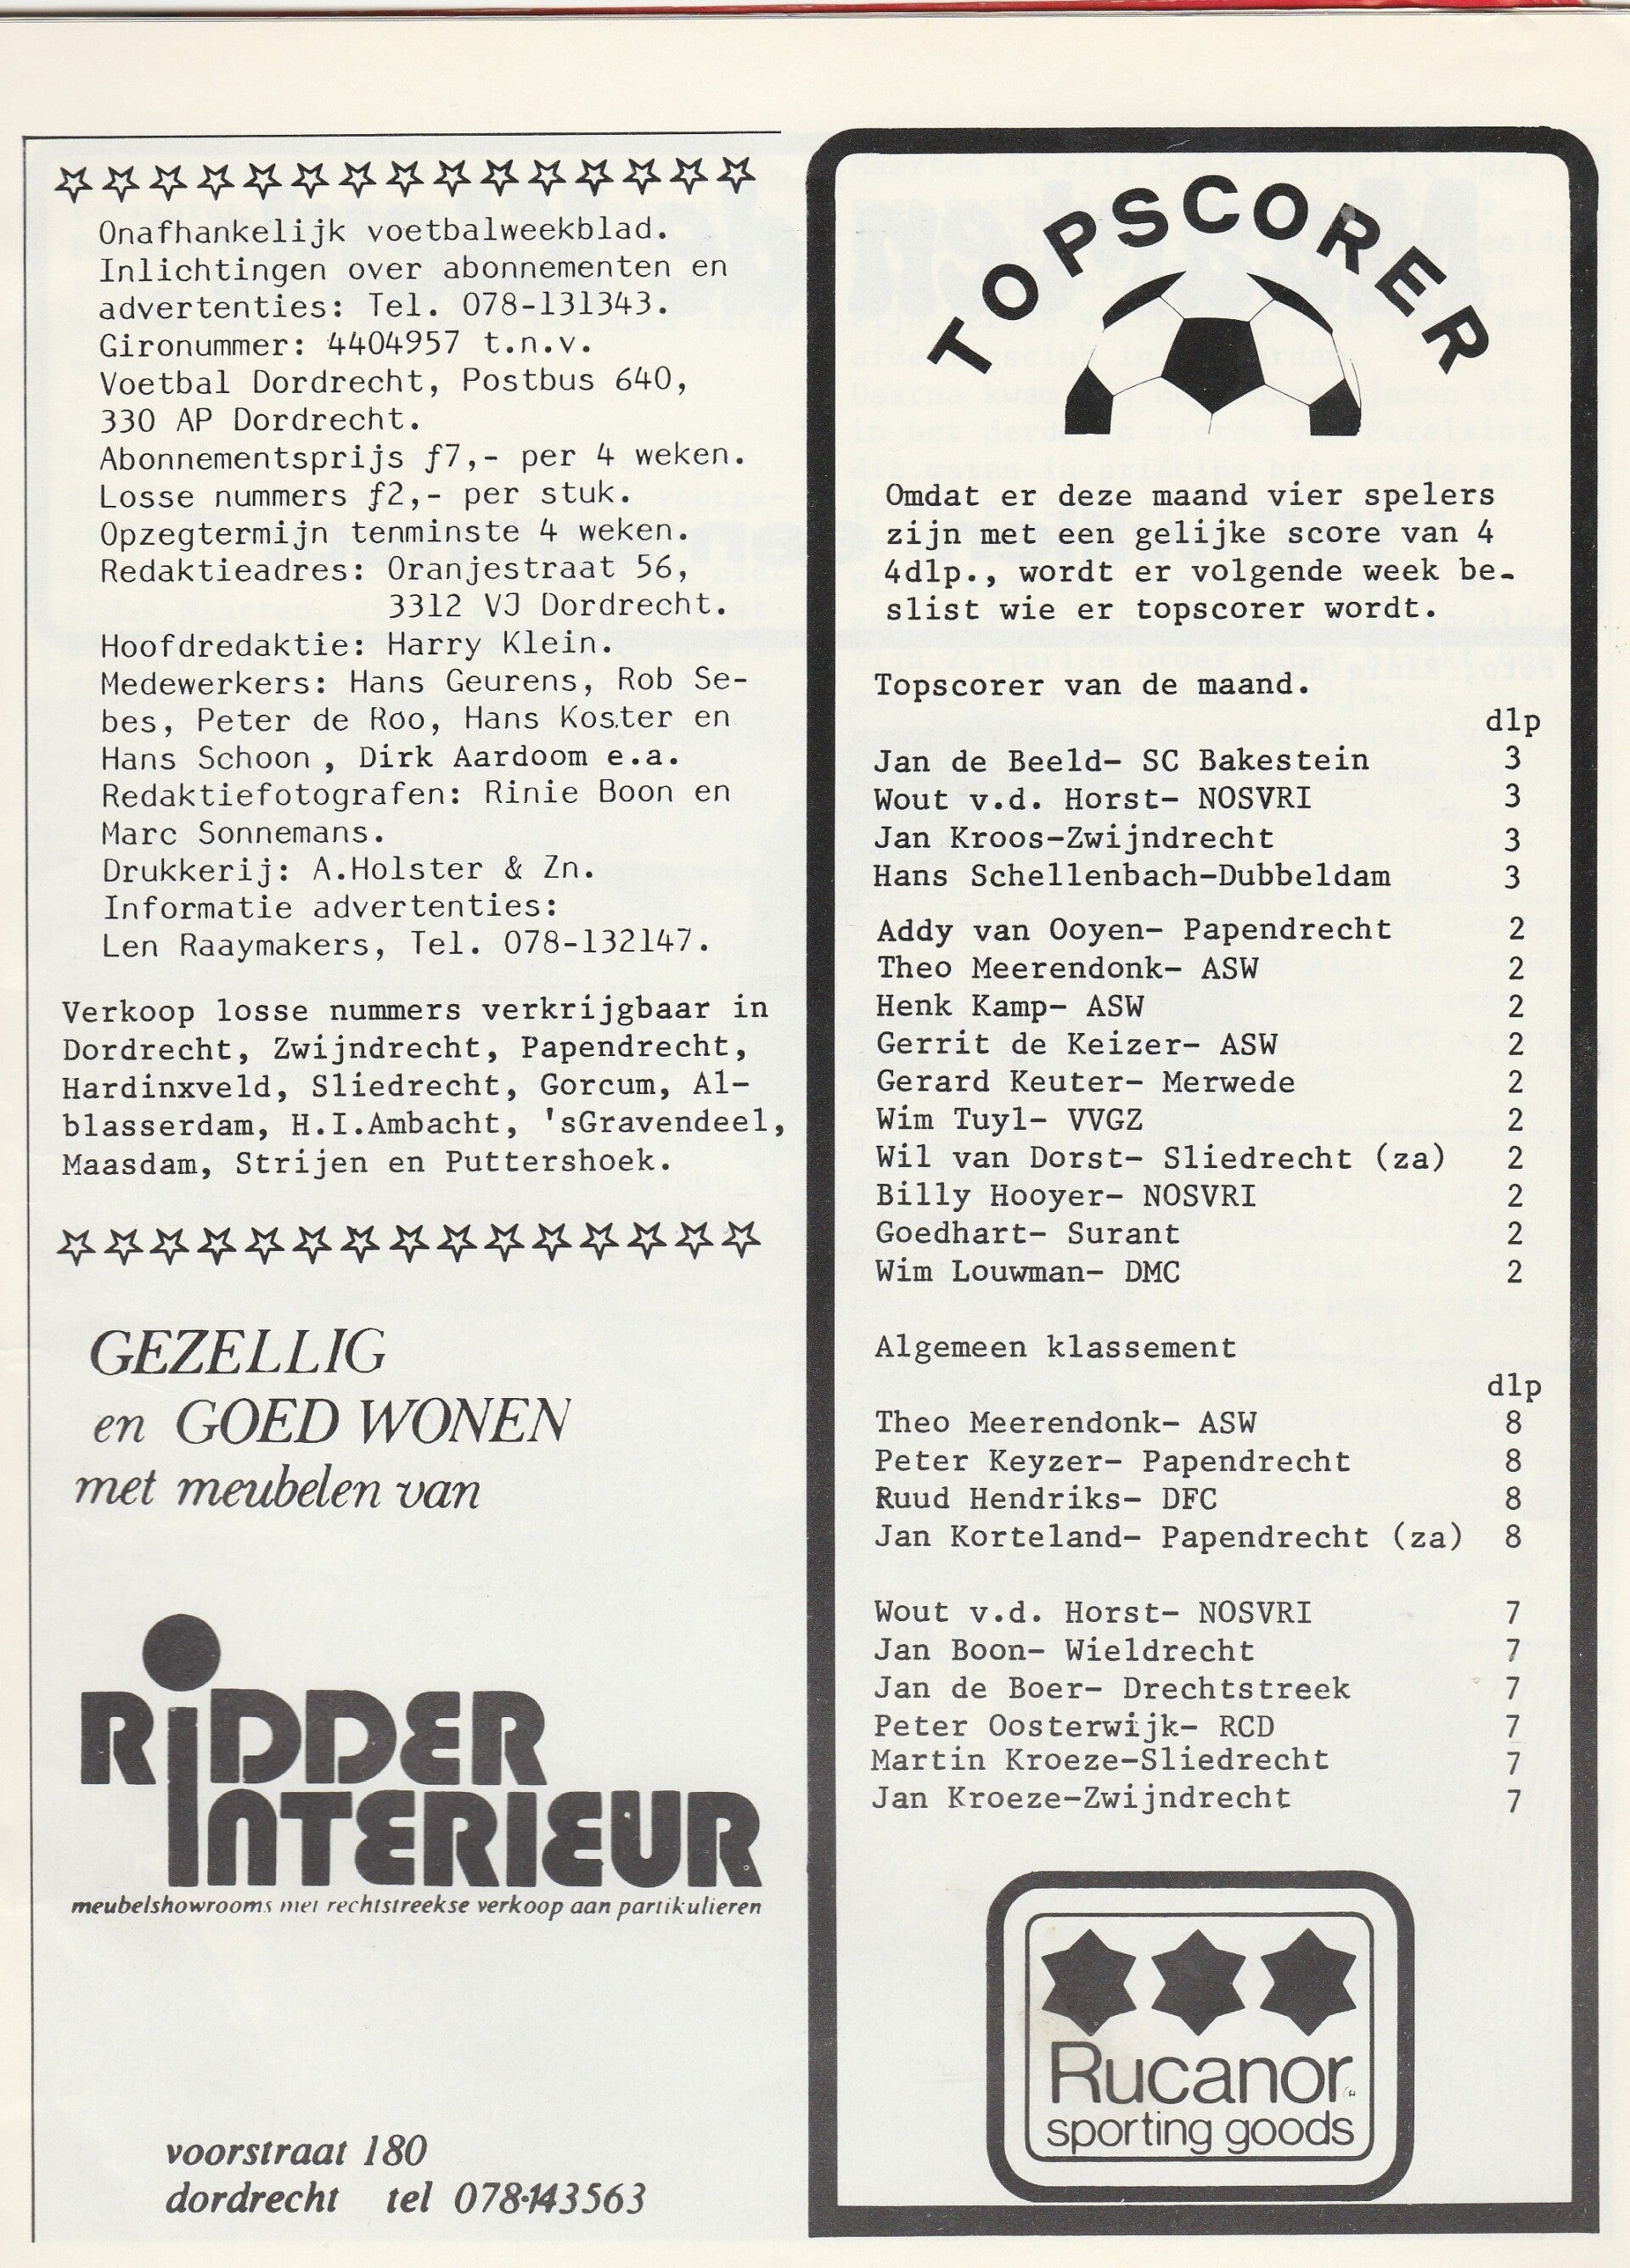 Onafhankelijk voetbalweekblad.
Inlichtingen over abonnementen en
advertenties: Tel. 078-131343.
Gironummer: 4404957 t.n.v.
Voetbal Dordrecht, Postbus 640,
330 AP Dordrecht.
Abonnementsprijs ƒ7,- per 4 weken.
Losse nummers ƒ2,- per stuk.
Opzegtermijn tenminste 4 weken.
Redaktieadres: Oranjestraat 56,
3312 VJ Dordrecht.
Hoofdredaktie: Harry Klein.
Medewerkers: Hans Geurens, Rob Se-
bes, Peter de Roo, Hans Koster en
Hans Schoon , Dirk Aardoom e.a.
Redaktiefotografen: Rinie Boon en
Marc Sonnemans.
Drukkerij: A.Holster & Zn.
Informatie advertenties:
Len Raaymakers, Tel. 078-132147.
Verkoop losse nummers verkrijgbaar in
Dordrecht, Zwijndrecht, Papendrecht,
Hardinxveld, Sliedrecht, Gorcum, Al-
blasserdam, H.I.Ambacht, 'sGravendeel,
Maasdam, Strijen en Puttershoek.
GEZELLIG
en GOED WONEN
met meubelen van
RiDDER
INTERIEUR
meubelshowrooms met rechtstreekse verkoop aan partikulieren
voorstraat 180
dordrecht tel 078-143563
TOPSCORER
Omdat er deze maand vier spelers
zijn met een gelijke score van 4
4dlp., wordt er volgende week be-
slist wie er topscorer wordt.
Topscorer van de maand.
dlp
Jan de Beeld- SC Bakestein 3
Wout v.d. Horst- NOSVRI 3
Jan Kroos-Zwijndrecht 3
Hans Schellenbach-Dubbeldam 3
Addy van Ooyen- Papendrecht 2
Theo Meerendonk- ASW 2
Henk Kamp- ASW 2
Gerrit de Keizer- ASW 2
Gerard Keuter- Merwede 2
Wim Tuyl- VVGZ 2
Wil van Dorst- Sliedrecht (za) 2
Billy Hooyer- NOSVRI 2
Goedhart- Surant 2
Wim Louwman- DMC 2
Algemeen klassement
dlp
Theo Meerendonk- ASW 8
Peter Keyzer- Papendrecht 8
Ruud Hendriks- DFC 8
Jan Korteland- Papendrecht (za) 8
Wout v.d. Horst- NOSVRI 7
Jan Boon- Wieldrecht 7
Jan de Boer- Drechtstreek 7
Peter Oosterwijk- RCD 7
Martin Kroeze-Sliedrecht 7
Jan Kroeze-Zwijndrecht 7
Rucanor®
sporting goods